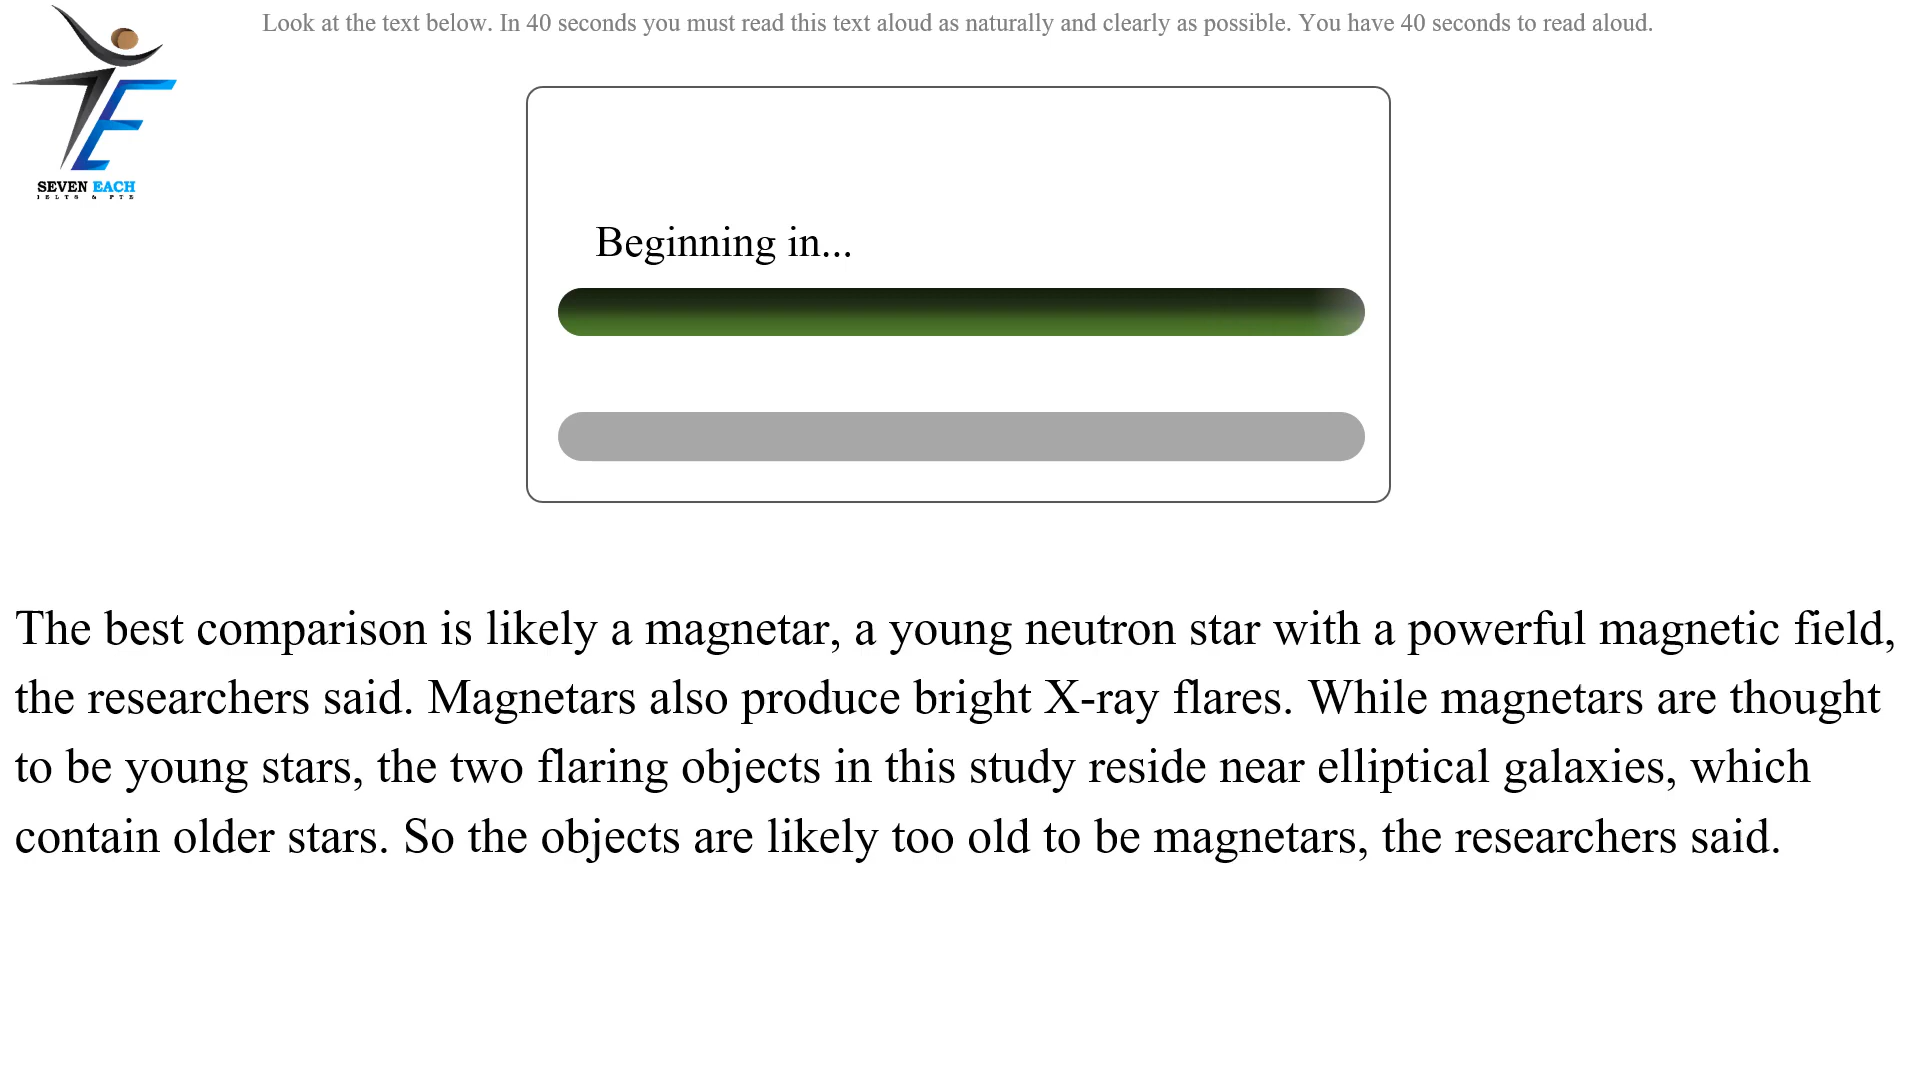 Look at the text below. In 40 seconds you must read this text aloud as naturally and clearly as possible. You have 40 seconds to read aloud.
SEVEN EACH
IELTS & PTE
Beginning in...
The best comparison is likely a magnetar, a young neutron star with a powerful magnetic field,
the researchers said. Magnetars also produce bright X-ray flares. While magnetars are thought
to be young stars, the two flaring objects in this study reside near elliptical galaxies, which
contain older stars. So the objects are likely too old to be magnetars, the researchers said.